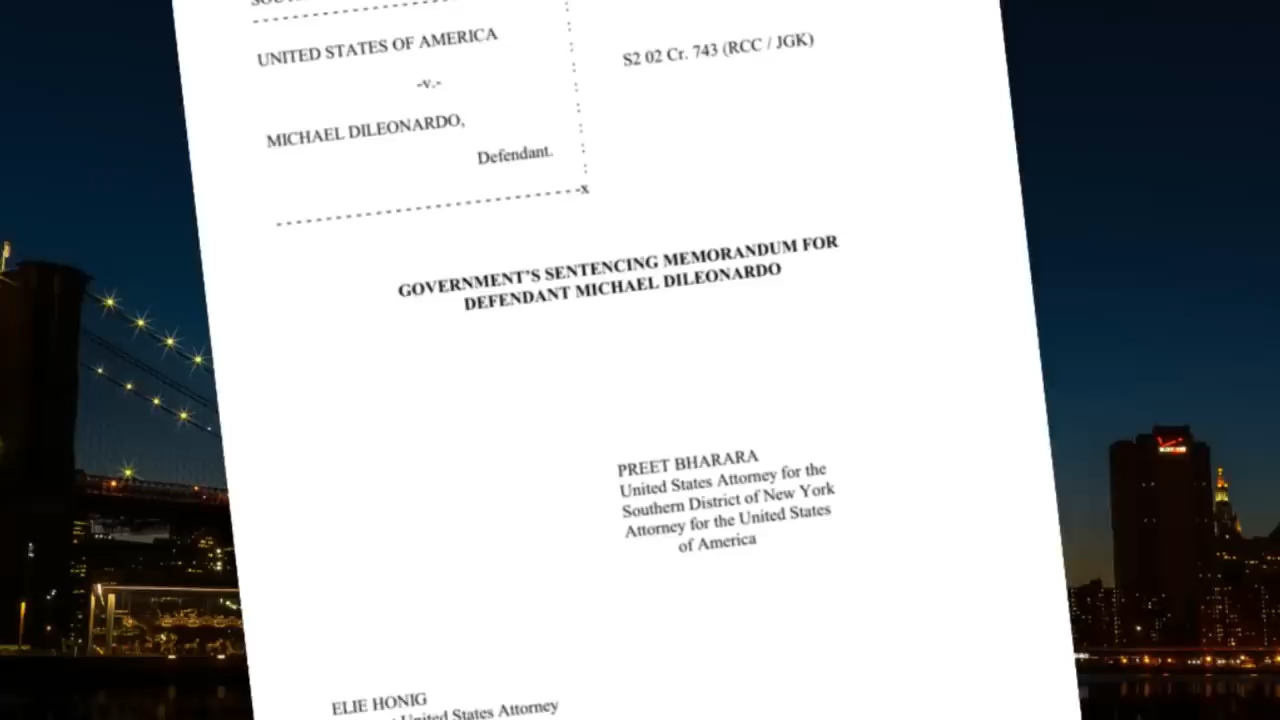 UNITED STATES OF AMERICA
-v.-
MICHAEL DILEONARDO,
Defendant.
-x
S2 02 Cr. 743 (RCC / JGK)
GOVERNMENT'S SENTENCING MEMORANDUM FOR
DEFENDANT MICHAEL DILEONARDO
PREET BHARARA
United States Attorney for the
Southern District of New York
Attorney for the United States
of America
ELIE HONIG
United States Attorney